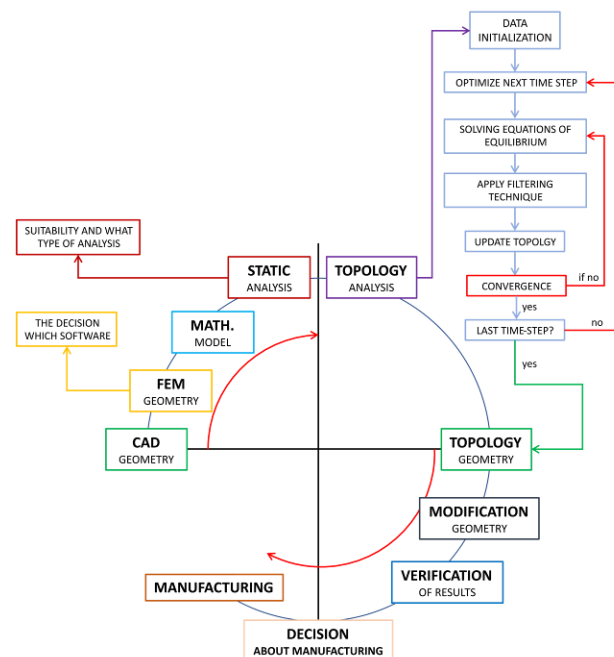 DATA
INITIALIZATION
OPTIMIZE NEXT TIME STEP
SOLVING EQUATIONS OF
EQUILIBRIUM
APPLY FILTERING
TECHNIQUE
UPDATE TOPOLGY
CONVERGENCE
if no
yes
LAST TIME-STEP?
no
yes
SUITABILITY AND WHAT
TYPE OF ANALYSIS
STATIC
ANALYSIS
TOPOLOGY
ANALYSIS
MATH.
MODEL
THE DECISION
WHICH SOFTWARE
FEM
GEOMETRY
CAD
GEOMETRY
TOPOLOGY
GEOMETRY
MODIFICATION
GEOMETRY
VERIFICATION
OF RESULTS
MANUFACTURING
DECISION
ABOUT MANUFACTURING